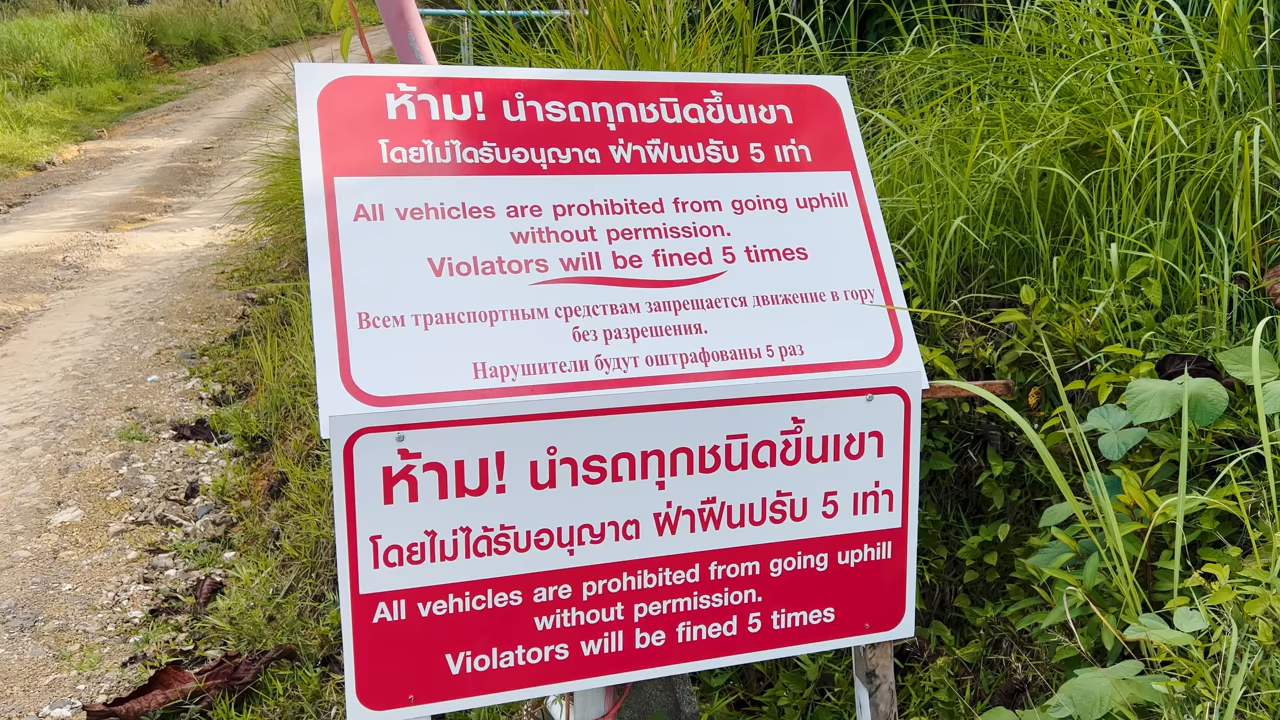 ห้าม! นำรถทุกชนิดขึ้นเขา
โดยไม่ไดรับอนุญาต ฝ่าฝืนปรับ 5 เท่า
All vehicles are prohibited from going uphill
without permission.
Violators will be fined 5 times
Всем транспортным средствам запрещается движение в гору
без разрешения.
Нарушители будут оштрафованы 5 раз
ห้าม! นำรถทุกชนิดขึ้นเขา
โดยไม่ได้รับอนุญาต ฝ่าฝืนปรับ 5 เท่า
All vehicles are prohibited from going uphill
without permission.
Violators will be fined 5 times